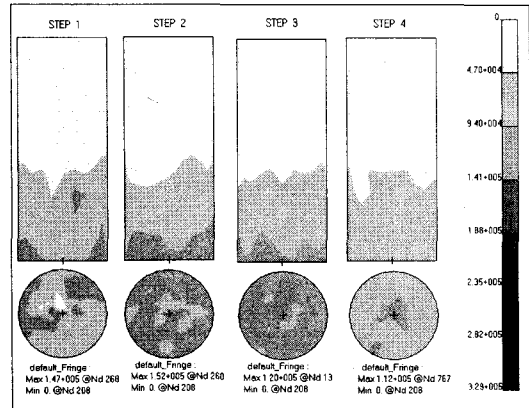 STEP 1
STEP 2
STEP 3
STEP 4
0
4.70+004
9.40+004
1.41+005
1.88+005
2.35+005
2.82+005
3.29+005
default_Fringe :
Max 1.47+005 @Nd 268
Min 0. @Nd 208
default_Fringe :
Max 1.52+005 @Nd 268
Min 0. @Nd 208
default_Fringe :
Max 1.20+005 @Nd 13
Min 0. @Nd 208
default_Fringe :
Max 1.12+005 @Nd 767
Min 0. @Nd 208